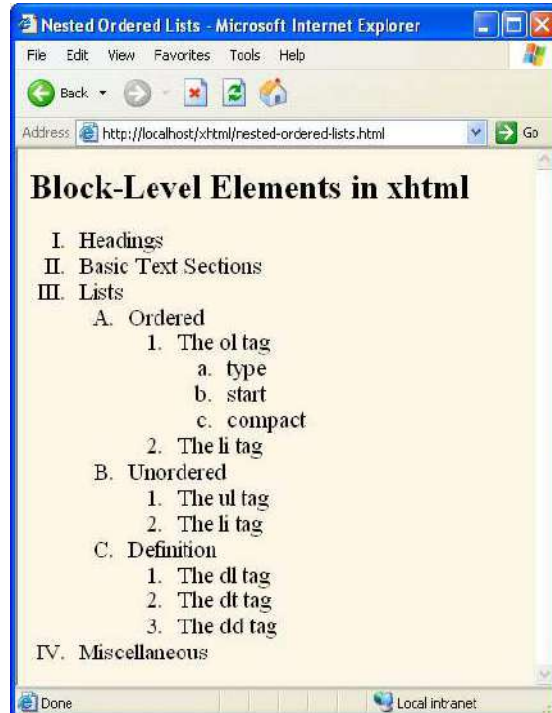 Nested Ordered Lists - Microsoft Internet Explorer
File Edit View Favorites Tools Help
Back
Address http://localhost/xhtml/nested-ordered-lists.html Go
Block-Level Elements in xhtml
I. Headings
II. Basic Text Sections
III. Lists
A. Ordered
1. The ol tag
a. type
b. start
c. compact
2. The li tag
B. Unordered
1. The ul tag
2. The li tag
C. Definition
1. The dl tag
2. The dt tag
3. The dd tag
IV. Miscellaneous
Done Local intranet